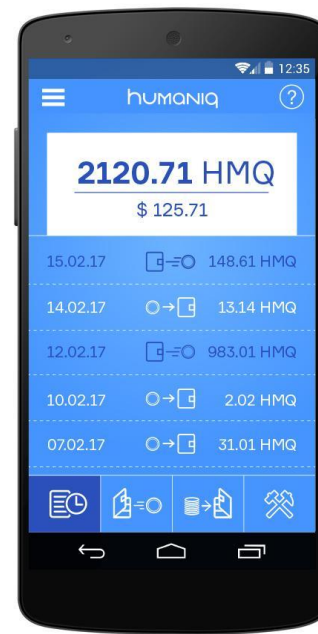 12:35
humaniq ?
2120.71 HMQ
$ 125.71
15.02.17 148.61 HMQ
14.02.17 13.14 HMQ
12.02.17 983.01 HMQ
10.02.17 2.02 HMQ
07.02.17 31.01 HMQ